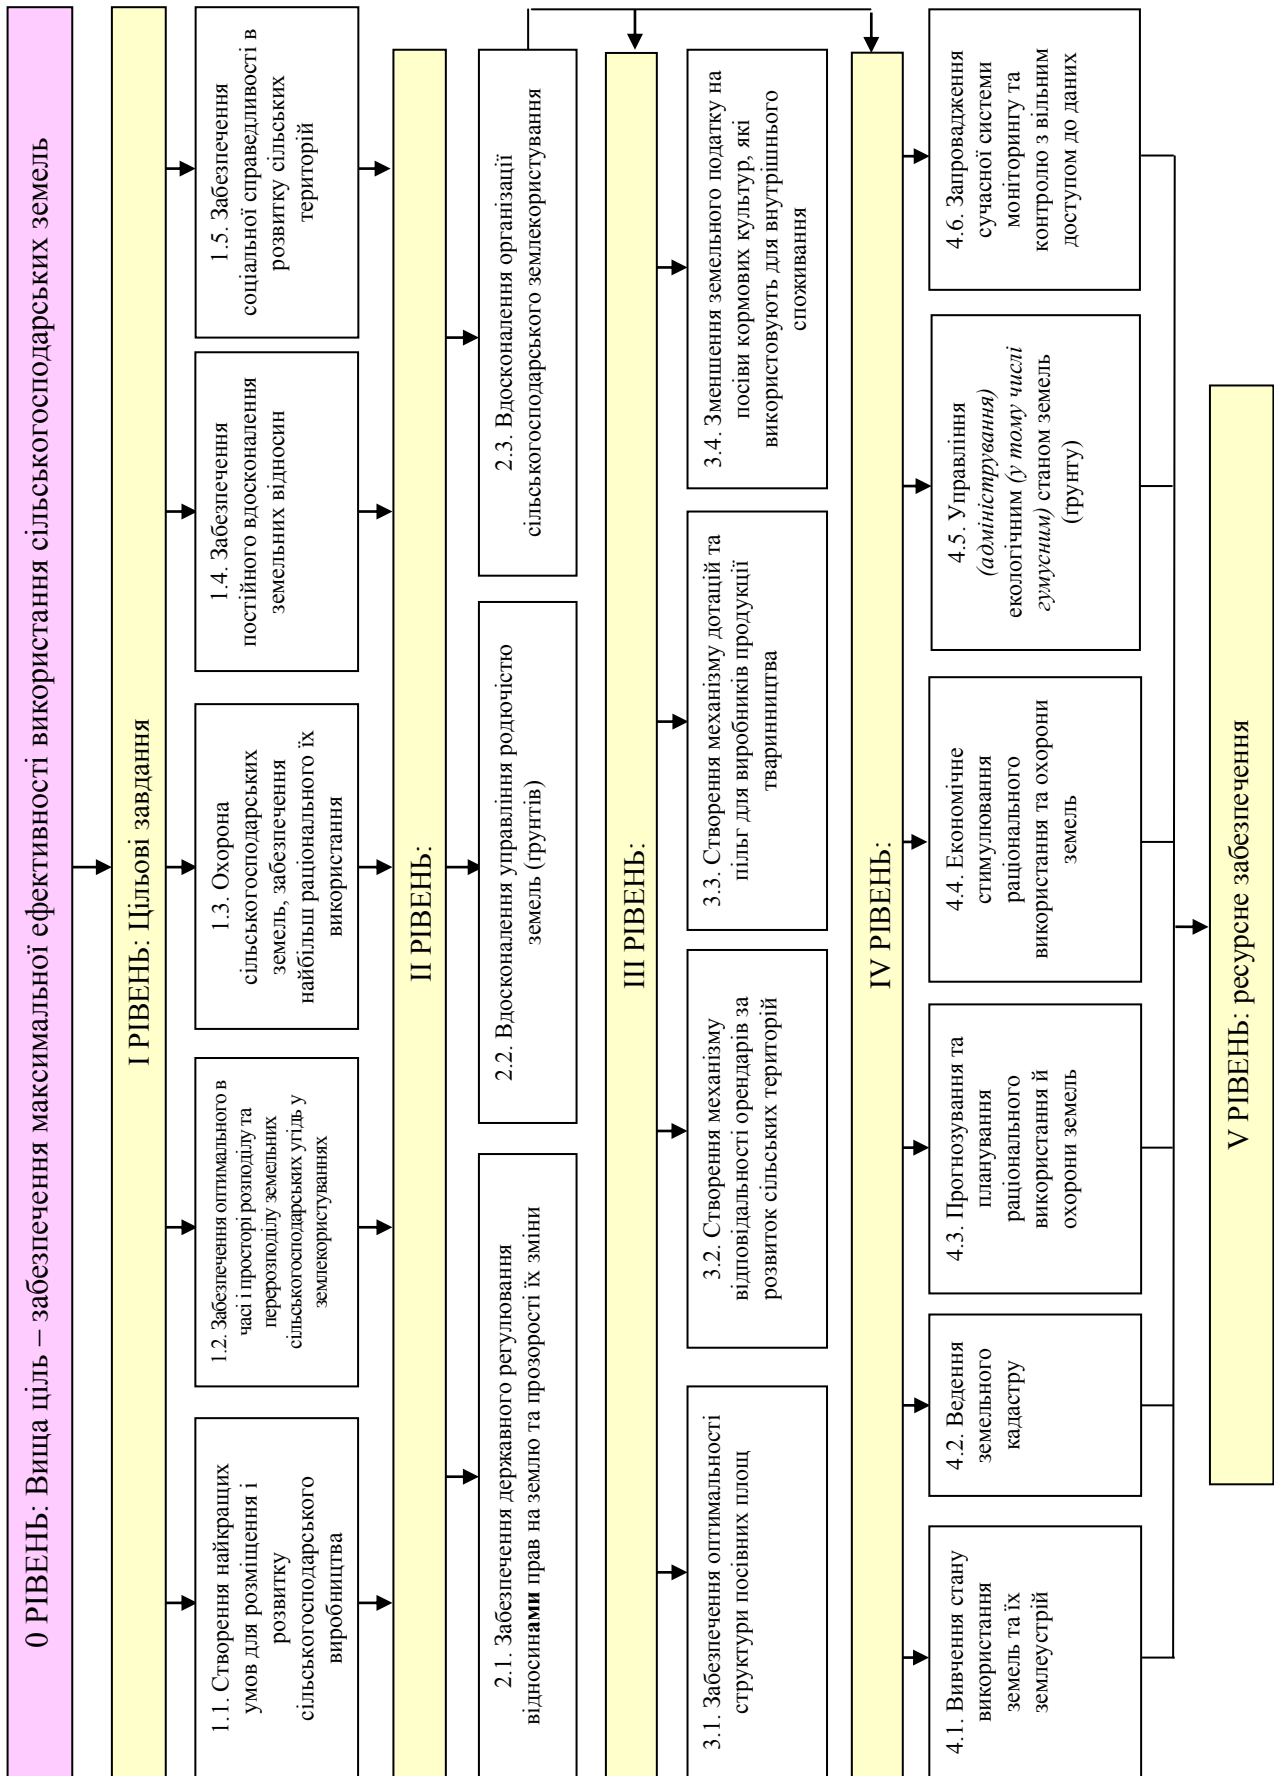 0 РІВЕНЬ: Вища ціль – забезпечення максимальної ефективності використання сільськогосподарських земель
І РІВЕНЬ: Цільові завдання
1.1. Створення найкращих
умов для розміщення і
розвитку
сільськогосподарського
виробництва
1.2. Забезпечення оптимального в
часі і просторі розподілу та
перерозподілу земельних
сільськогосподарських угідь у
землекористуваннях
1.3. Охорона
сільськогосподарських
земель, забезпечення
найбільш раціонального їх
використання
1.4. Забезпечення
постійного вдосконалення
земельних відносин
1.5. Забезпечення
соціальної справедливості в
розвитку сільських
територій
ІІ РІВЕНЬ:
2.1. Забезпечення державного регулювання
відносинами прав на землю та прозорості їх зміни
2.2. Вдосконалення управління родючістю
земель (ґрунтів)
2.3. Вдосконалення організації
сільськогосподарського землекористування
ІІІ РІВЕНЬ:
3.1. Забезпечення оптимальності
структури посівних площ
3.2. Створення механізму
відповідальності орендарів за
розвиток сільських територій
3.3. Створення механізму дотацій та
пільг для виробників продукції
тваринництва
3.4. Зменшення земельного податку на
посіви кормових культур, які
використовують для внутрішнього
споживання
IV РІВЕНЬ:
4.1. Вивчення стану
використання
земель та їх
землеустрій
4.2. Ведення
земельного
кадастру
4.3. Прогнозування та
планування
раціонального
використання й
охорони земель
4.4. Економічне
стимулювання
раціонального
використання та охорони
земель
4.5. Управління
(адміністрування)
екологічним (у тому числі
гумусним) станом земель
(ґрунту)
4.6. Запровадження
сучасної системи
моніторингу та
контролю з вільним
доступом до даних
V РІВЕНЬ: ресурсне забезпечення